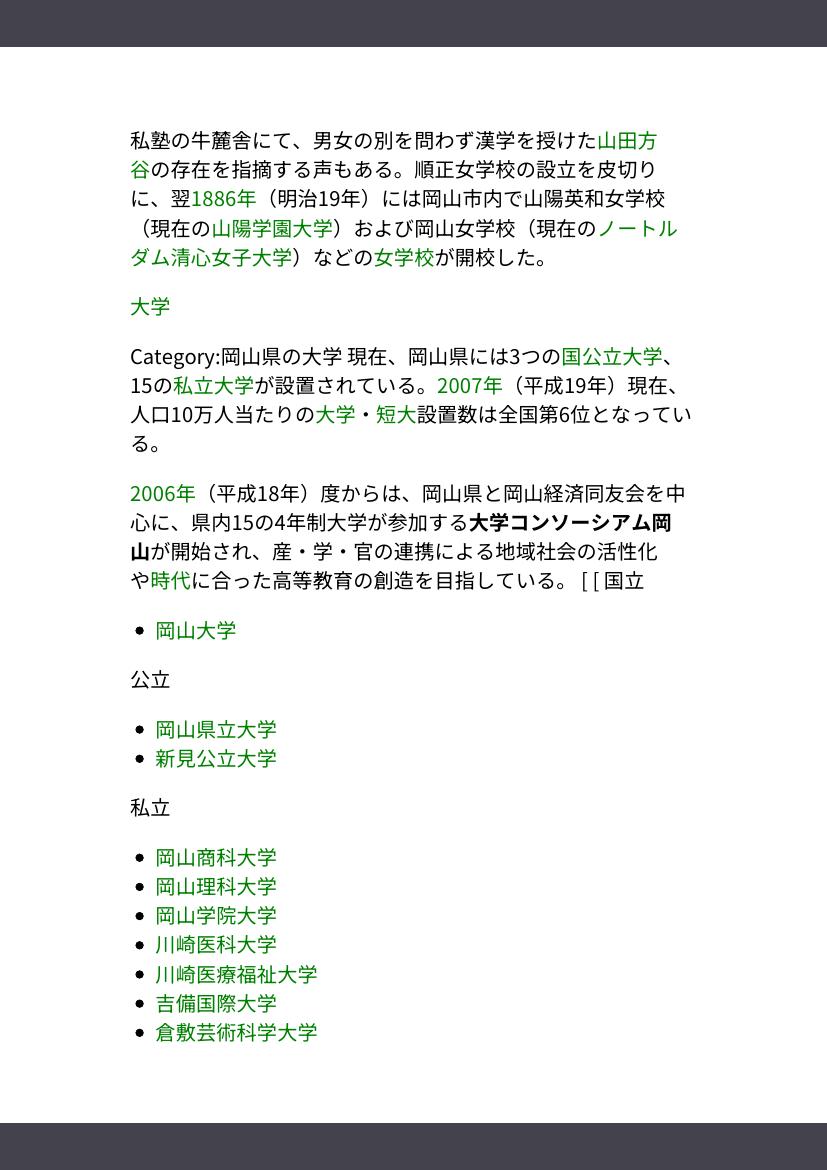 私塾の牛麓舎にて、男女の別を問わず漢学を授けた山田方
谷の存在を指摘する声もある。順正女学校の設立を皮切り
に、翌1886年（明治19年）には岡山市内で山陽英和女学校
（現在の山陽学園大学）および岡山女学校（現在のノートル
ダム清心女子大学）などの女学校が開校した。
大学
Category:岡山県の大学 現在、岡山県には3つの国公立大学、
15の私立大学が設置されている。2007年（平成19年）現在、
人口10万人当たりの大学・短大設置数は全国第6位となってい
る。
2006年（平成18年）度からは、岡山県と岡山経済同友会を中
心に、県内15の4年制大学が参加する大学コンソーシアム岡
山が開始され、産・学・官の連携による地域社会の活性化
や時代に合った高等教育の創造を目指している。 [ [ 国立
• 岡山大学
公立
• 岡山県立大学
• 新見公立大学
私立
• 岡山商科大学
• 岡山理科大学
• 岡山学院大学
• 川崎医科大学
• 川崎医療福祉大学
• 吉備国際大学
• 倉敷芸術科学大学